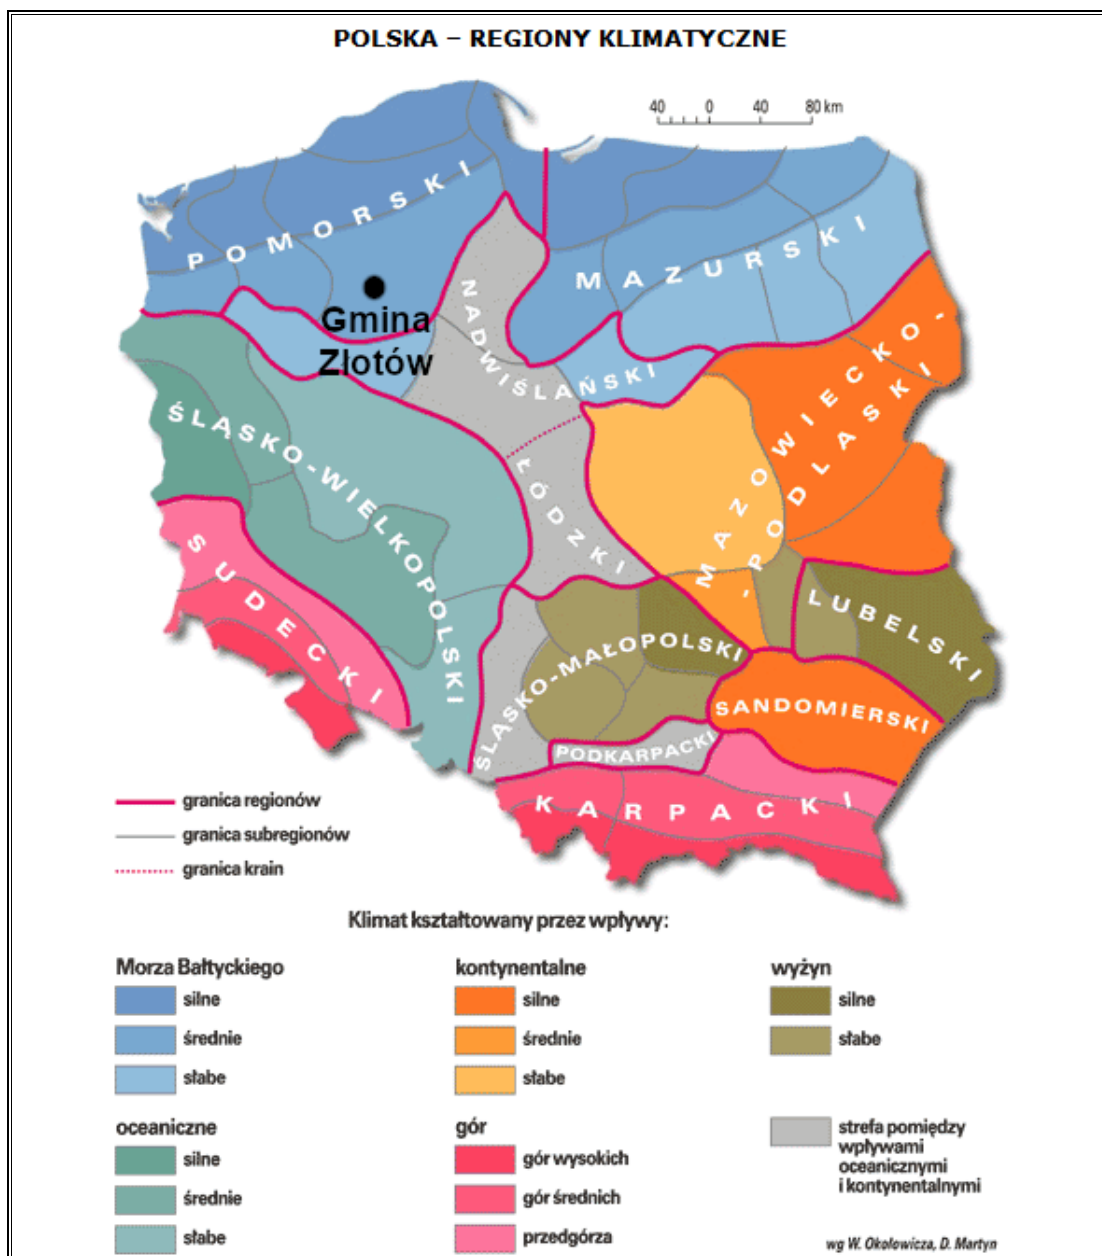 POLSKA – REGIONY KLIMATYCZNE
40 0 40 80 km
POMORSKI
MAZURSKI
Gmina
Złotów
NADWIŚLAŃSKI
MAZOWIECKO-
-PODLASKI
ŚLĄSKO-WIELKOPOLSKI
ŁÓDZKI
SUDECKI
LUBELSKI
ŚLĄSKO-MAŁOPOLSKI
SANDOMIERSKI
PODKARPACKI
KARPACKI
granica regionów
granica subregionów
granica krain
Klimat kształtowany przez wpływy:
Morza Bałtyckiego
silne
średnie
słabe
kontynentalne
silne
średnie
słabe
wyżyn
silne
słabe
oceaniczne
silne
średnie
słabe
gór
gór wysokich
gór średnich
przedgórza
strefa pomiędzy
wpływami
oceanicznymi
i kontynentalnymi
wg W. Okołowicza, D. Martyn